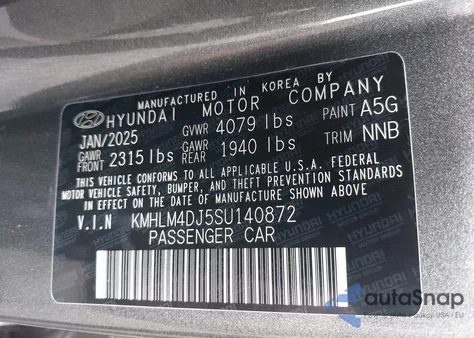 MANUFACTURED IN KOREA BY
HYUNDAI MOTOR COMPANY
JAN/2025 GVWR 4079 lbs PAINT A5G
GAWR FRONT 2315 lbs GAWR REAR 1940 lbs TRIM NNB
THIS VEHICLE CONFORMS TO ALL APPLICABLE U.S. FEDERAL
MOTOR VEHICLE SAFETY, BUMPER, AND THEFT PREVENTION STANDARDS
IN EFFECT ON THE DATE OF MANUFACTURE SHOWN ABOVE.
V.I.N KMHLM4DJ5SU140872
PASSENGER CAR
autaSnap